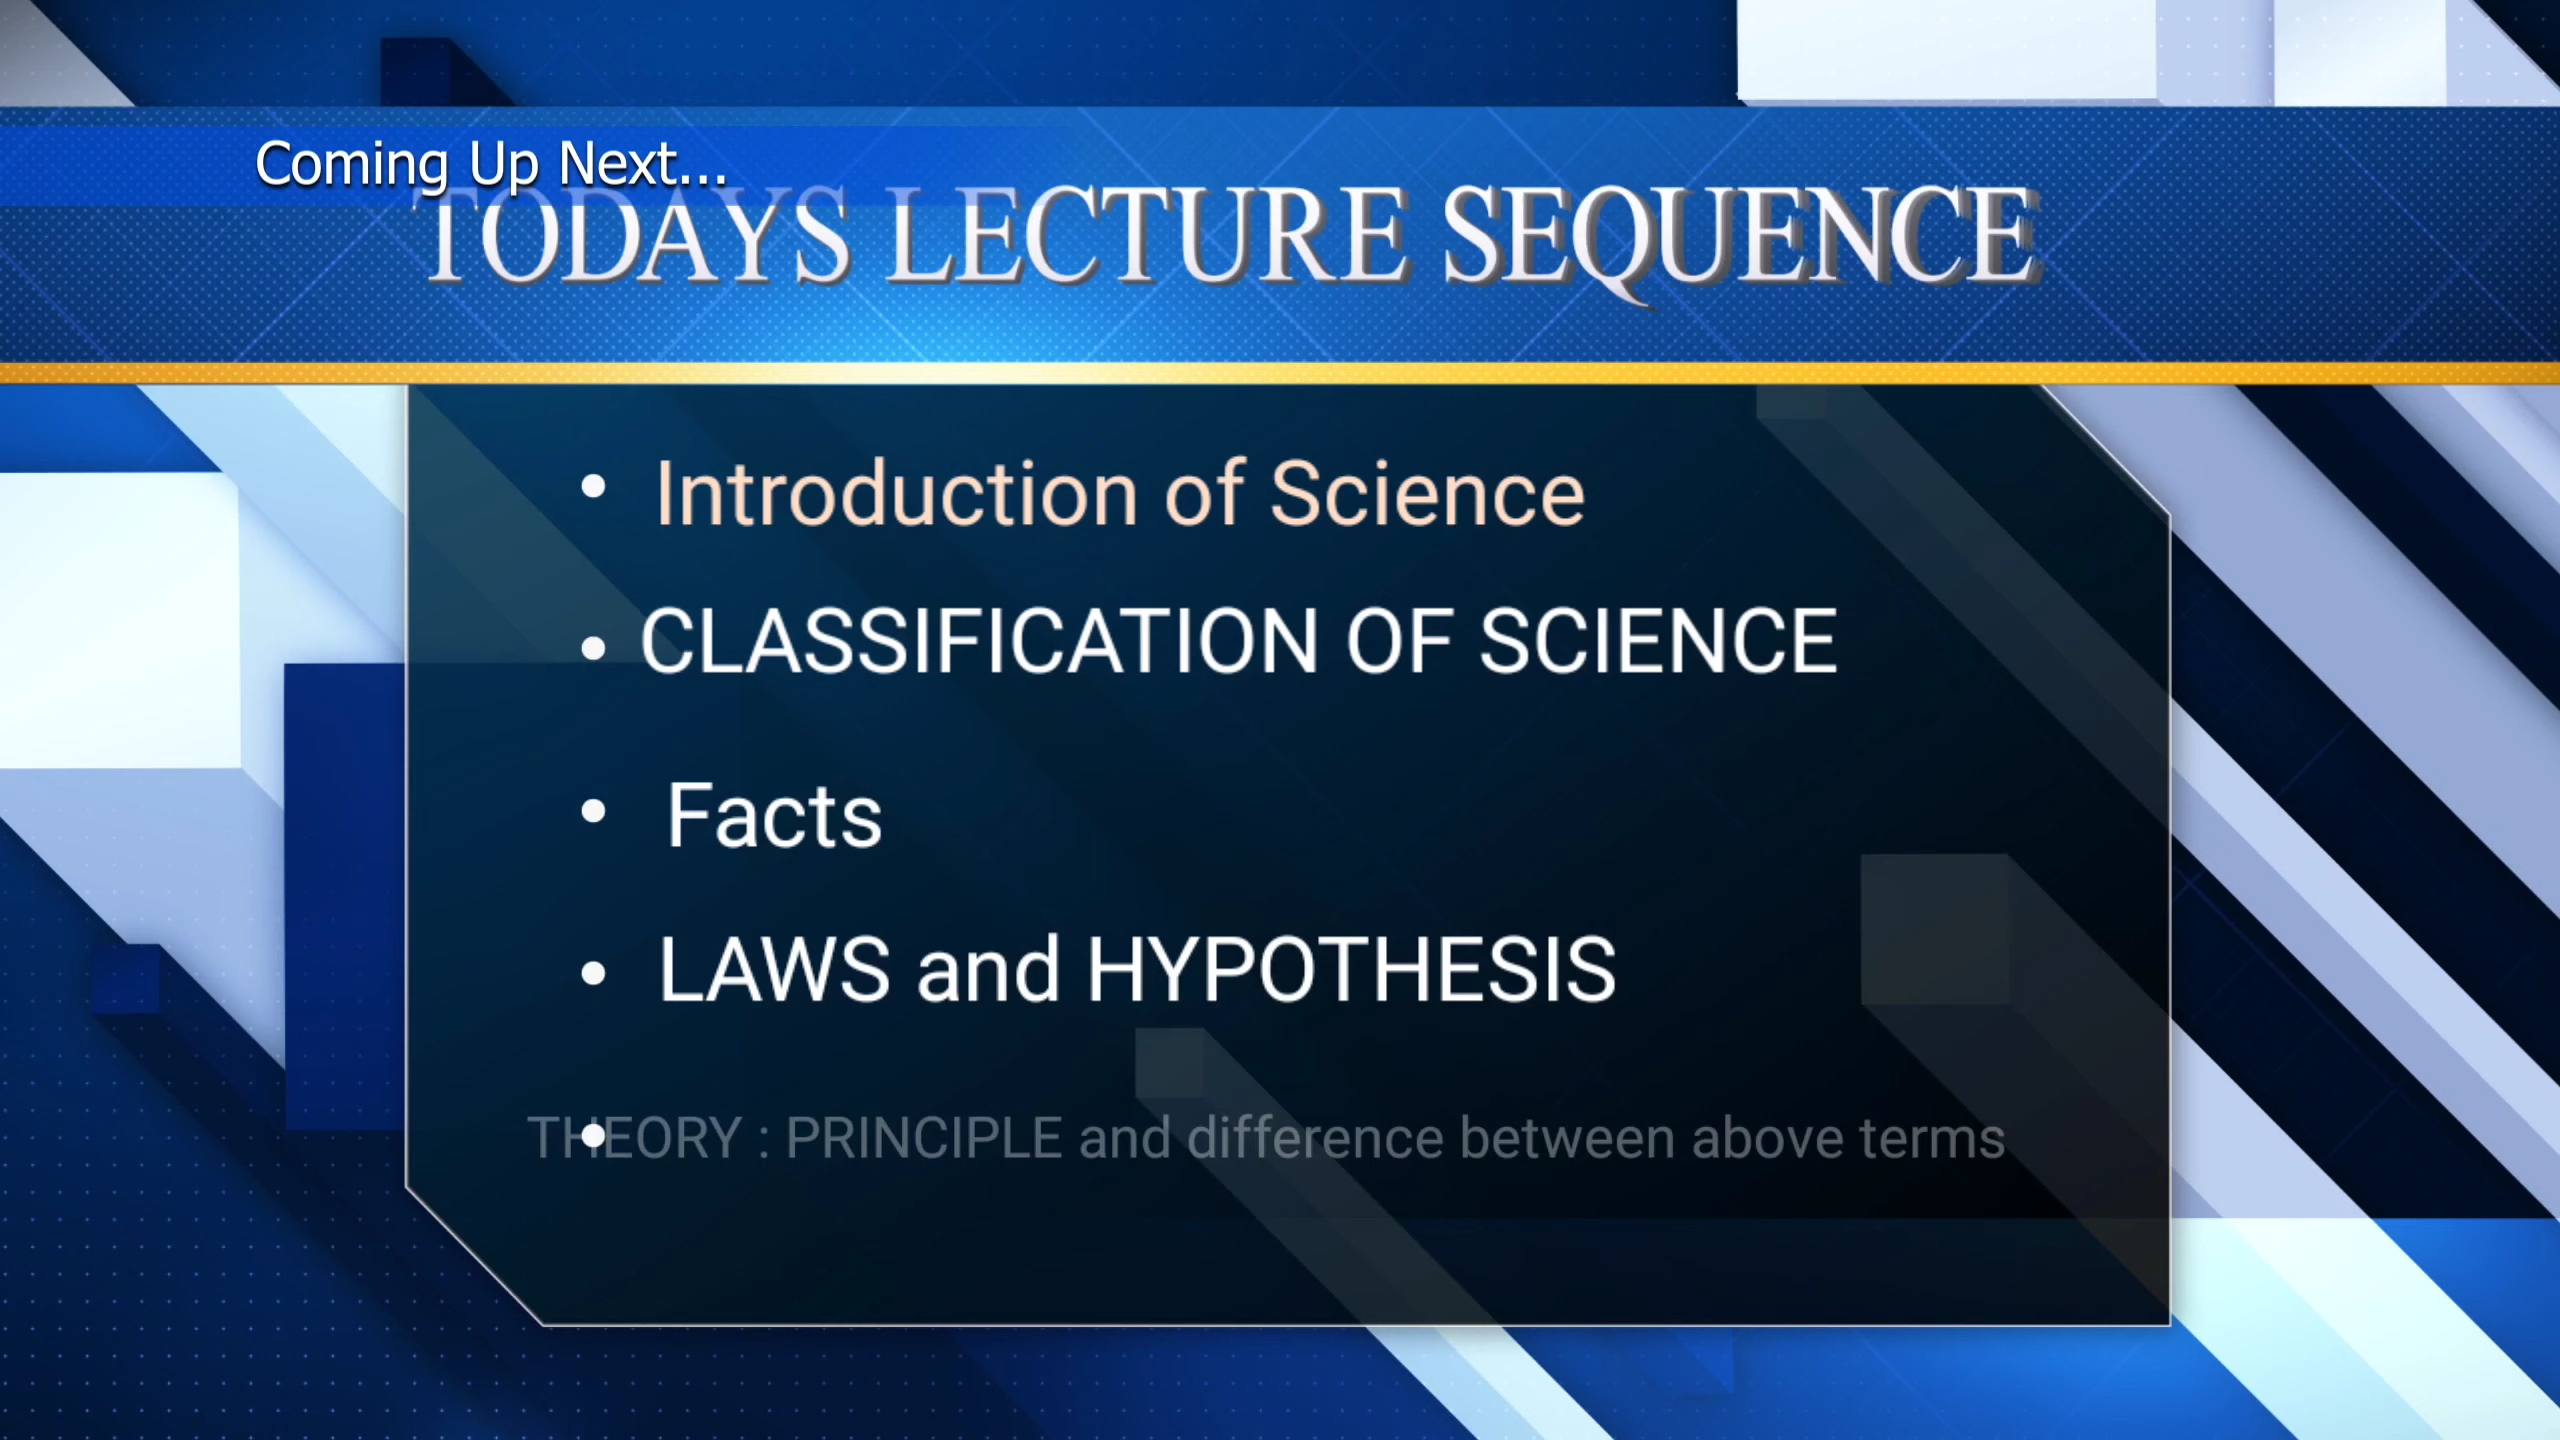 Coming Up Next...
TODAYS LECTURE SEQUENCE
• Introduction of Science
• CLASSIFICATION OF SCIENCE
• Facts
• LAWS and HYPOTHESIS
• THEORY : PRINCIPLE and difference between above terms